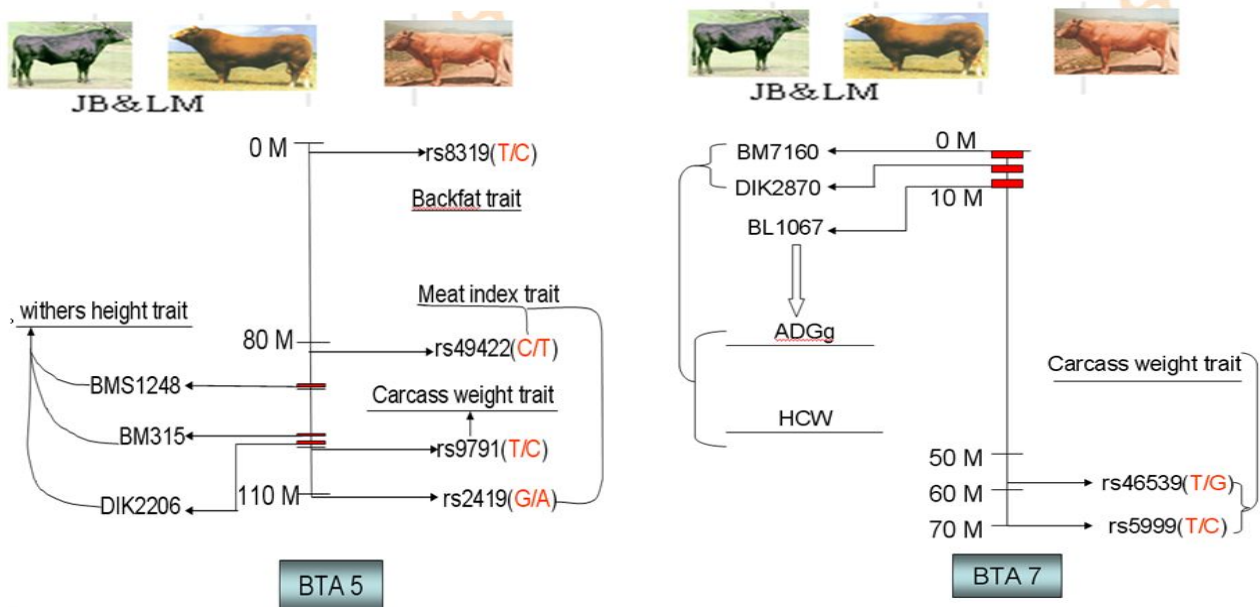 JB&LM
0 M
rs8319(T/C)
Backfat trait
Meat index trait
withers height trait
80 M
rs49422(C/T)
BMS1248
Carcass weight trait
BM315
rs9791(T/C)
110 M
rs2419(G/A)
DIK2206
BTA 5
JB&LM
BM7160
0 M
DIK2870
10 M
BL1067
ADGg
Carcass weight trait
HCW
50 M
rs46539(T/G)
60 M
rs5999(T/C)
70 M
BTA 7